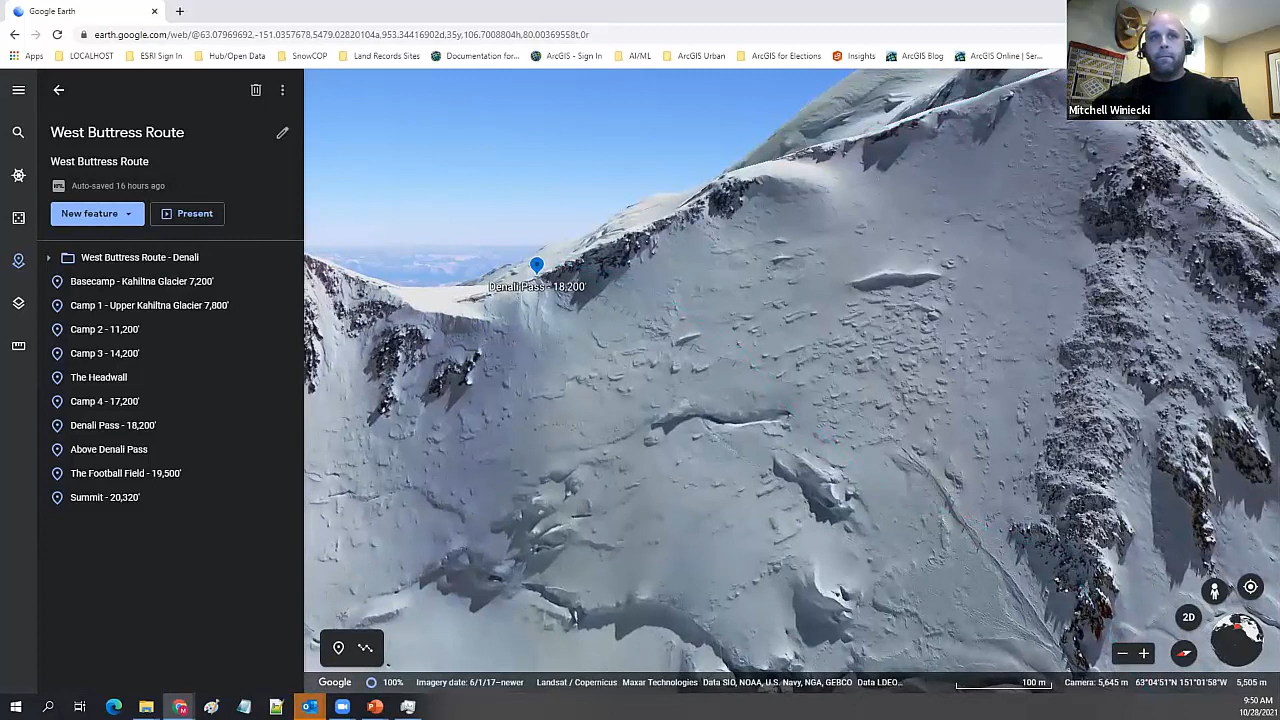 Google Earth
earth.google.com/web/@63.07969692,-151.0357678,5479.02820104a,953.34416618d,35y,106.7008804h,80.00369558t,0r
Apps
LOCALHOST
ESRI Sign In
Hub/Open Data
SnowCOP
Land Records Sites
Documentation for...
ArcGIS - Sign In
AI/ML
ArcGIS Urban
ArcGIS for Elections
Insights
ArcGIS Blog
ArcGIS Online | Ser...
Mitchell Winiecki
West Buttress Route
West Buttress Route
Auto-saved 16 hours ago
New feature
Present
West Buttress Route - Denali
Basecamp - Kahiltna Glacier 7,200'
Camp 1 - Upper Kahiltna Glacier 7,800'
Camp 2 - 11,200'
Camp 3 - 14,200'
The Headwall
Camp 4 - 17,200'
Denali Pass - 18,200'
Above Denali Pass
The Football Field - 19,500'
Summit - 20,320'
Denali Pass - 18,200'
2D
Google
100%
Imagery date: 6/1/17–newer
Landsat / Copernicus
Maxar Technologies
Data SIO, NOAA, U.S. Navy, NGA, GEBCO
Data LDEO...
100 m
Camera: 5,645 m
63°04'51"N 151°01'58"W
5,505 m
9:50 AM
10/28/2021